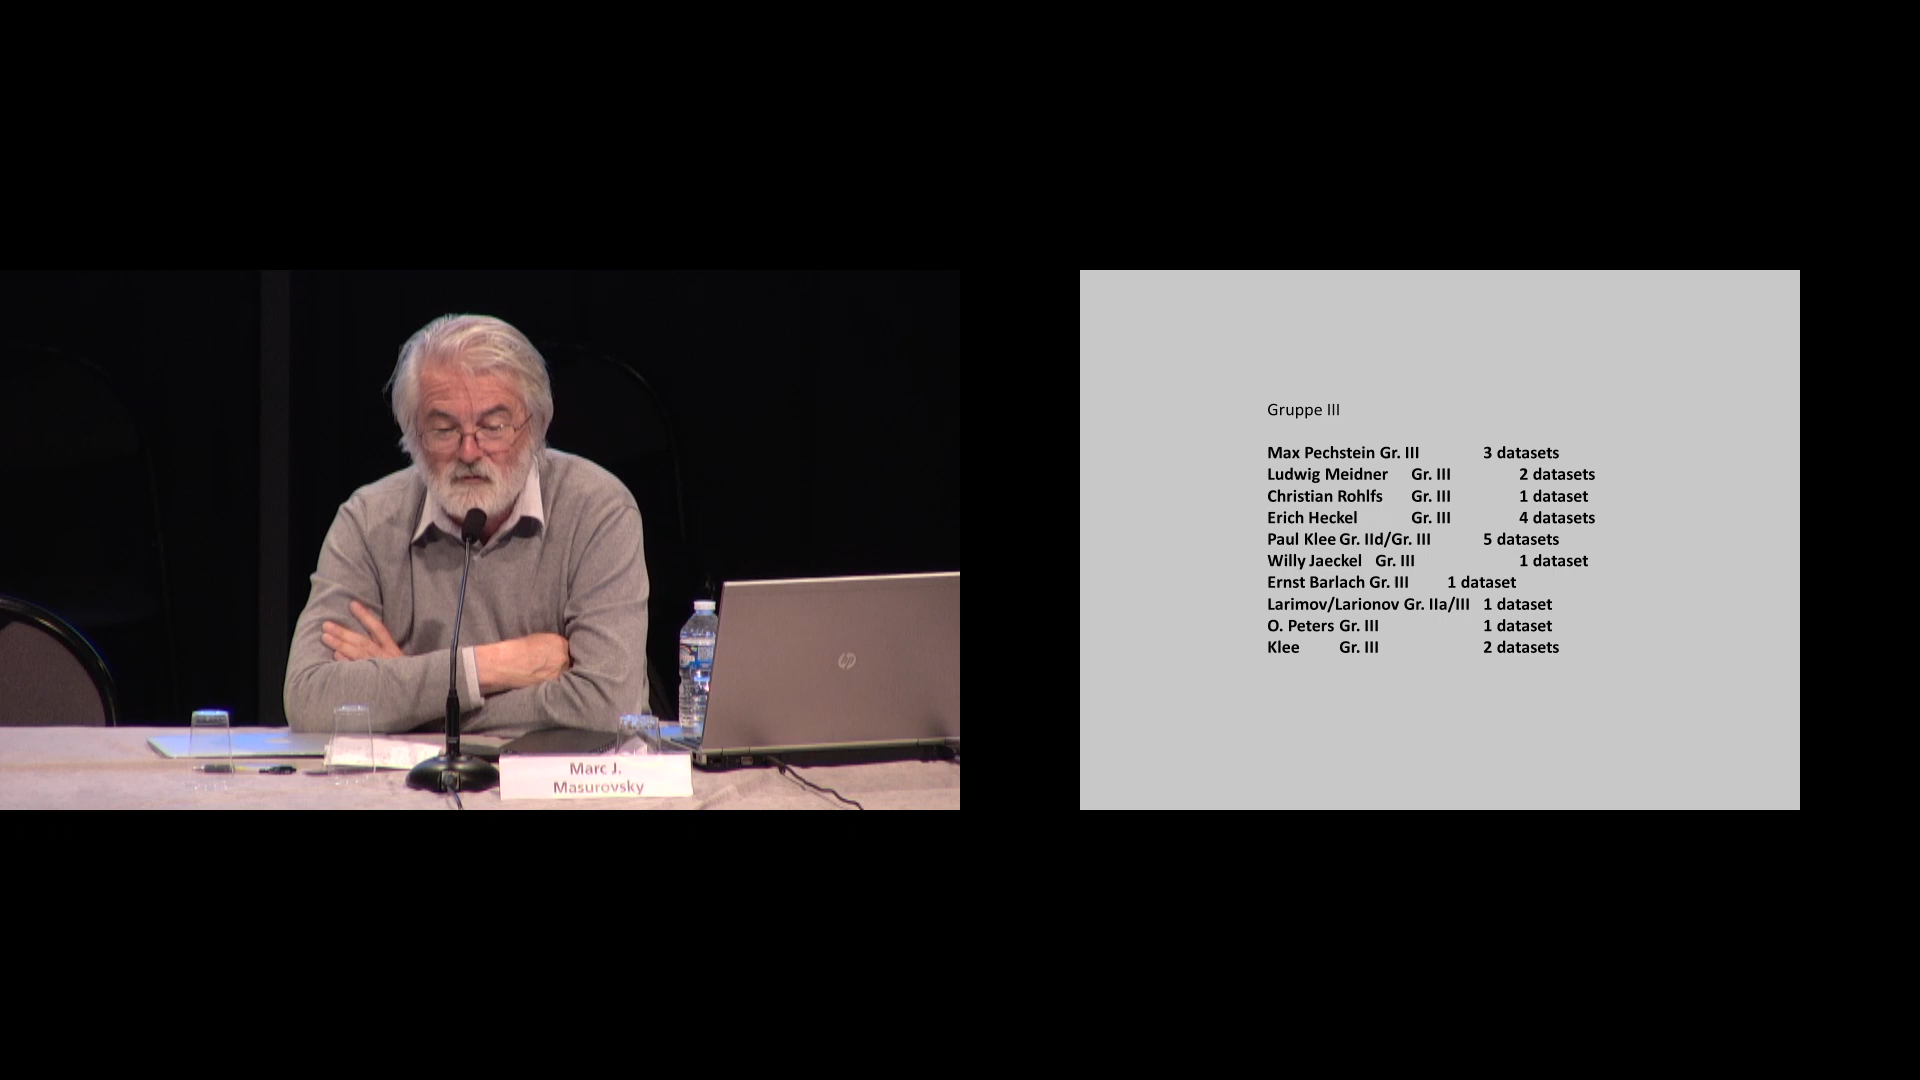 Marc J.
Masurovsky
hp
Gruppe III
Max Pechstein Gr. III 3 datasets
Ludwig Meidner Gr. III 2 datasets
Christian Rohlfs Gr. III 1 dataset
Erich Heckel Gr. III 4 datasets
Paul Klee Gr. IId/Gr. III 5 datasets
Willy Jaeckel Gr. III 1 dataset
Ernst Barlach Gr. III 1 dataset
Larimov/Larionov Gr. IIa/III 1 dataset
O. Peters Gr. III 1 dataset
Klee Gr. III 2 datasets